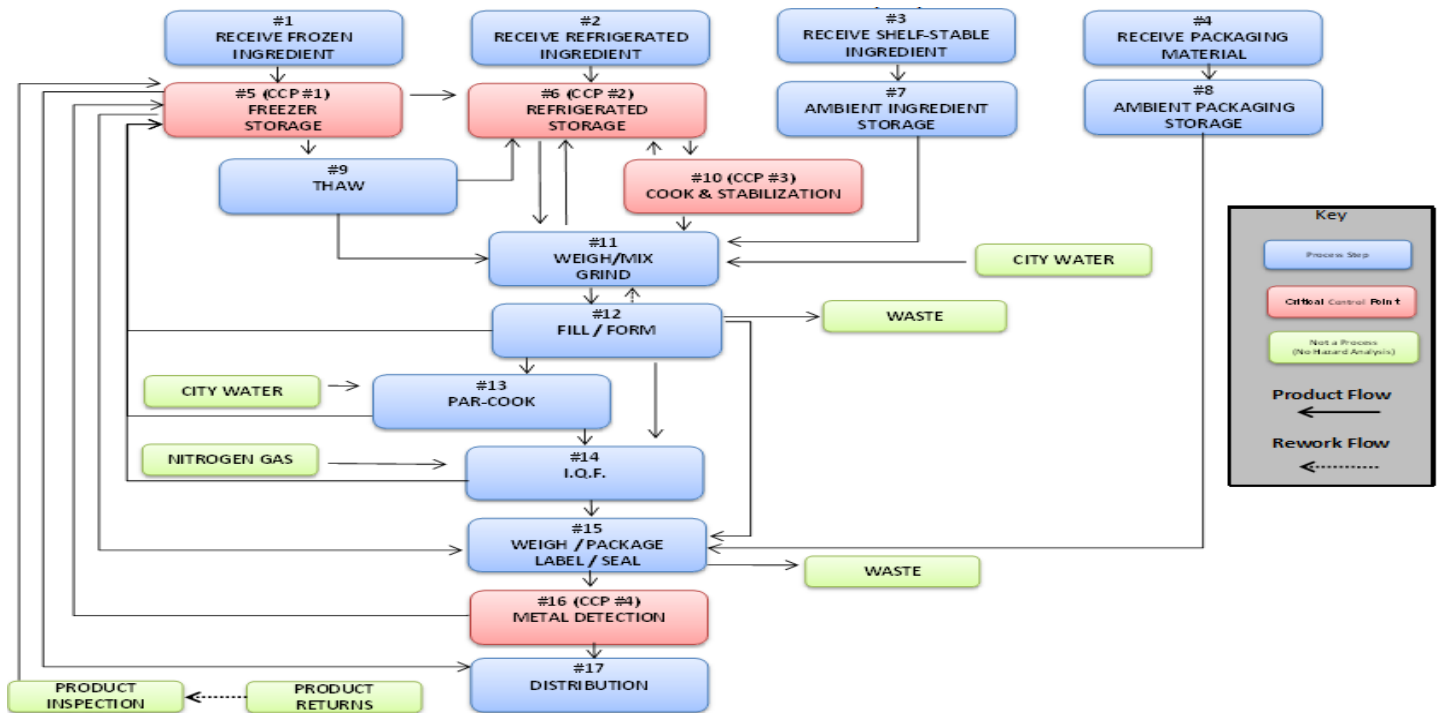 #1
RECEIVE FROZEN
INGREDIENT
#2
RECEIVE REFRIGERATED
INGREDIENT
#3
RECEIVE SHELF-STABLE
INGREDIENT
#4
RECEIVE PACKAGING
MATERIAL
#5 (CCP #1)
FREEZER
STORAGE
#6 (CCP #2)
REFRIGERATED
STORAGE
#7
AMBIENT INGREDIENT
STORAGE
#8
AMBIENT PACKAGING
STORAGE
#9
THAW
#10 (CCP #3)
COOK & STABILIZATION
#11
WEIGH/MIX
GRIND
CITY WATER
#12
FILL / FORM
WASTE
CITY WATER
#13
PAR-COOK
NITROGEN GAS
#14
I.Q.F.
#15
WEIGH / PACKAGE
LABEL / SEAL
WASTE
#16 (CCP #4)
METAL DETECTION
#17
DISTRIBUTION
PRODUCT
INSPECTION
PRODUCT
RETURNS
Key
Process Step
Critical Control Point
Not a Process
(No Hazard Analysis)
Product Flow
Rework Flow